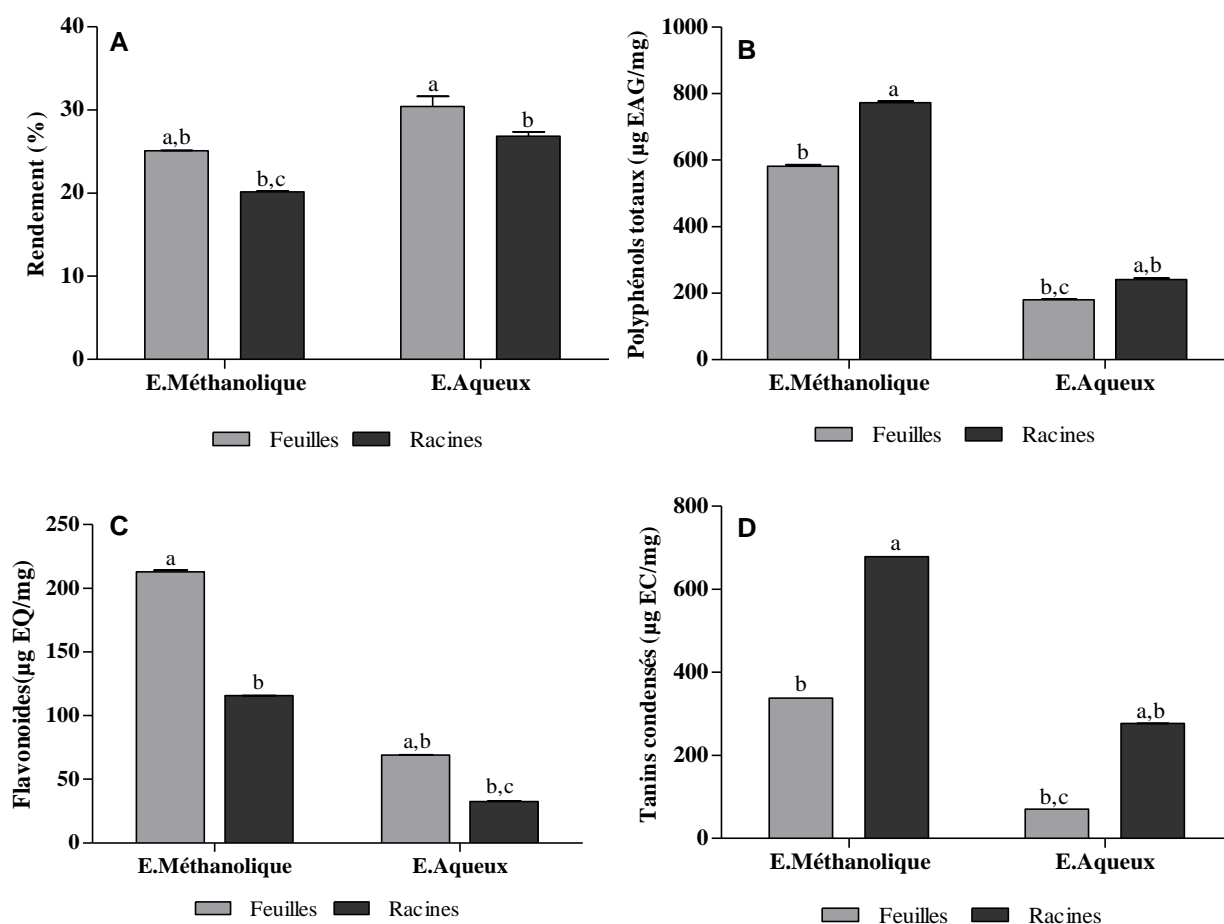 A
Rendement (%)
40
30
20
10
0
a,b
b,c
a
b
E.Méthanolique
E.Aqueux
Feuilles
Racines
B
Polyphénols totaux (µg EAG/mg)
1000
800
600
400
200
0
b
a
b,c
a,b
E.Méthanolique
E.Aqueux
Feuilles
Racines
C
Flavonoides(µg EQ/mg)
250
200
150
100
50
0
a
b
a,b
b,c
E.Méthanolique
E.Aqueux
Feuilles
Racines
D
Tanins condensés (µg EC/mg)
800
600
400
200
0
b
a
b,c
a,b
E.Méthanolique
E.Aqueux
Feuilles
Racines